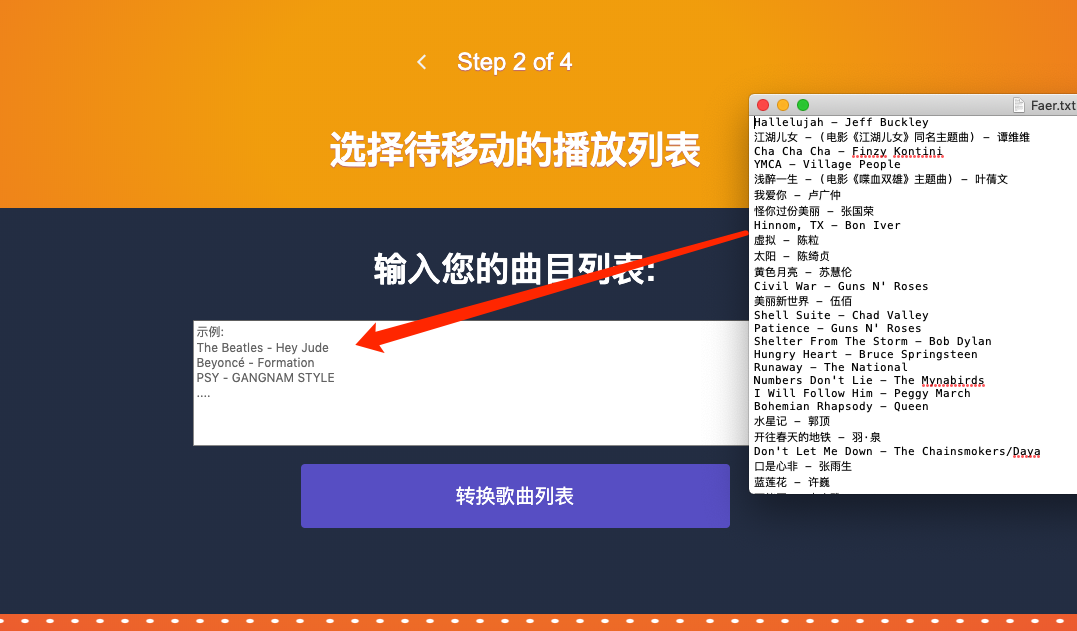 Step 2 of 4
选择待移动的播放列表
输入您的曲目列表:
示例:
The Beatles - Hey Jude
Beyoncé - Formation
PSY - GANGNAM STYLE
....
转换歌曲列表
Faer.txt
Hallelujah – Jeff Buckley
江湖儿女 – (电影《江湖儿女》同名主题曲) – 谭维维
Cha Cha Cha – Finzy Kontini
YMCA – Village People
浅醉一生 – (电影《喋血双雄》主题曲) – 叶蒨文
我爱你 – 卢广仲
怪你过份美丽 – 张国荣
Hinnom, TX – Bon Iver
虚拟 – 陈粒
太阳 – 陈绮贞
黄色月亮 – 苏慧伦
Civil War – Guns N' Roses
美丽新世界 – 伍佰
Shell Suite – Chad Valley
Patience – Guns N' Roses
Shelter From The Storm – Bob Dylan
Hungry Heart – Bruce Springsteen
Runaway – The National
Numbers Don't Lie – The Mynabirds
I Will Follow Him – Peggy March
Bohemian Rhapsody – Queen
水星记 – 郭顶
开往春天的地铁 – 羽·泉
Don't Let Me Down – The Chainsmokers/Daya
口是心非 – 张雨生
蓝莲花 – 许巍